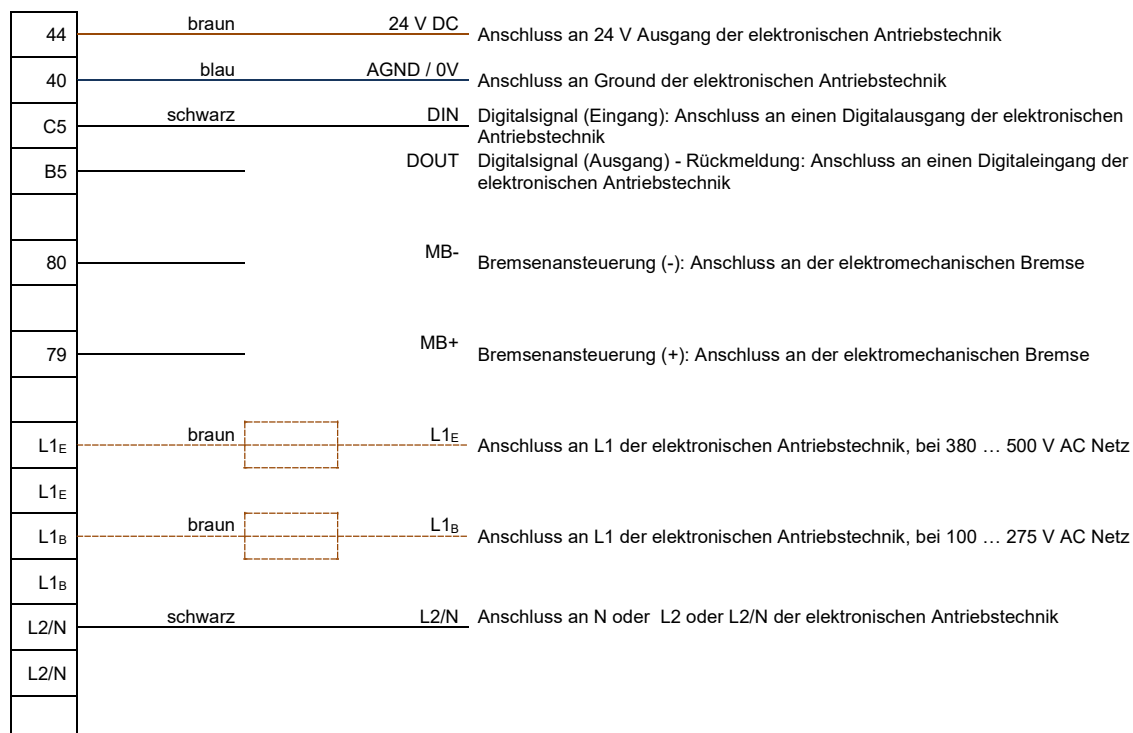 44 braun 24 V DC Anschluss an 24 V Ausgang der elektronischen Antriebstechnik
40 blau AGND / 0V Anschluss an Ground der elektronischen Antriebstechnik
C5 schwarz DIN Digitalsignal (Eingang): Anschluss an einen Digitalausgang der elektronischen
Antriebstechnik
B5 DOUT Digitalsignal (Ausgang) - Rückmeldung: Anschluss an einen Digitaleingang der
elektronischen Antriebstechnik
80 MB- Bremsenansteuerung (-): Anschluss an der elektromechanischen Bremse
79 MB+ Bremsenansteuerung (+): Anschluss an der elektromechanischen Bremse
L1E braun L1E Anschluss an L1 der elektronischen Antriebstechnik, bei 380 … 500 V AC Netz
L1E
L1B braun L1B Anschluss an L1 der elektronischen Antriebstechnik, bei 100 … 275 V AC Netz
L1B
L2/N schwarz L2/N Anschluss an N oder L2 oder L2/N der elektronischen Antriebstechnik
L2/N